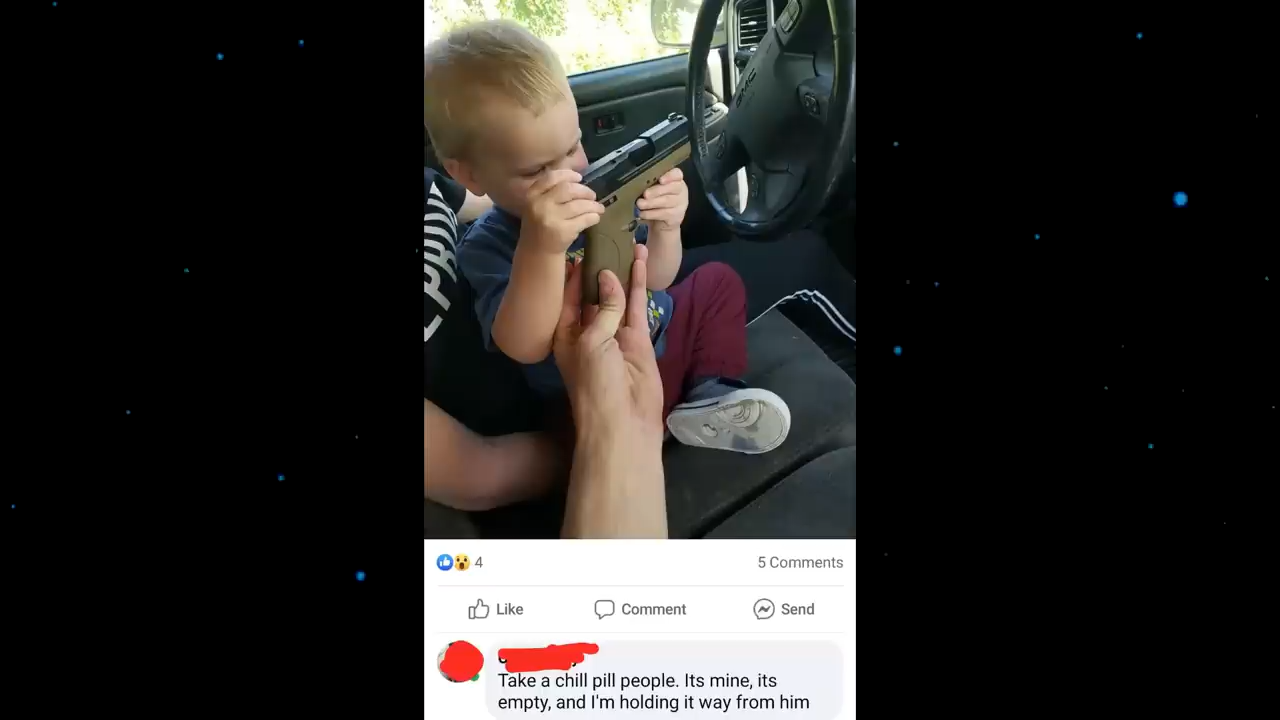 GMC
4
5 Comments
Like
Comment
Send
Take a chill pill people. Its mine, its
empty, and I'm holding it way from him